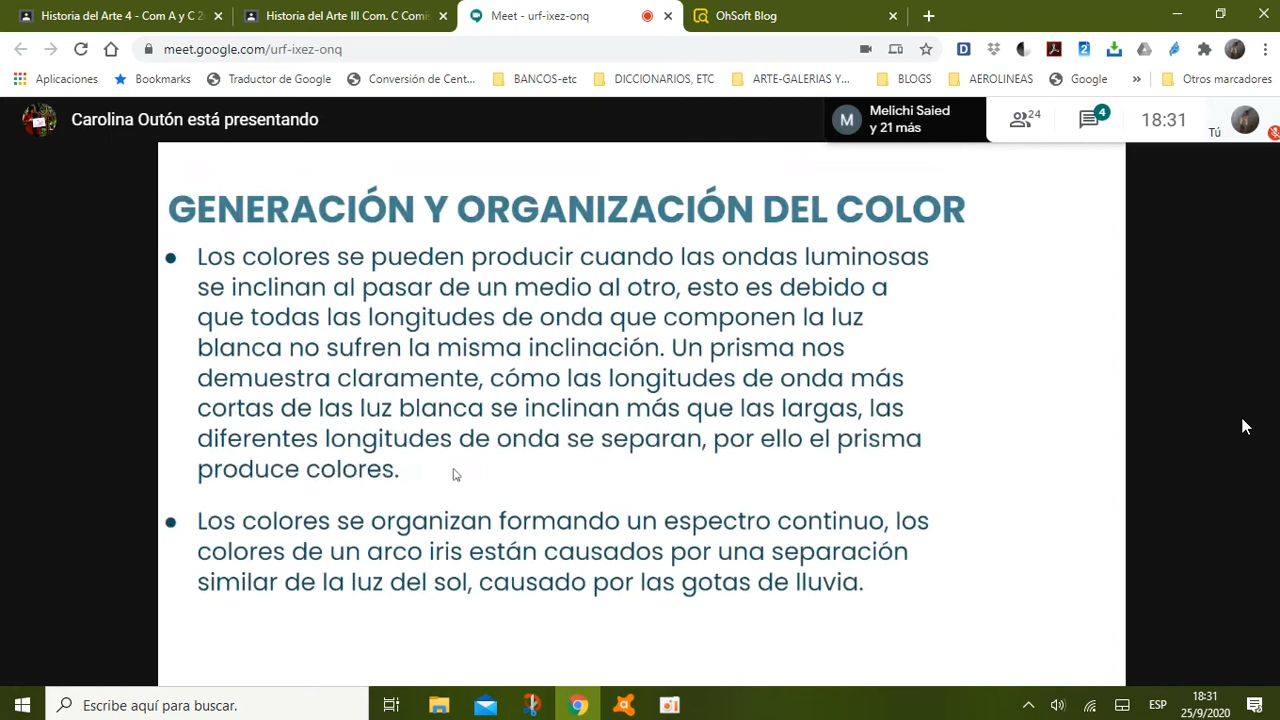 Historia del Arte 4 - Com A y C 2
Historia del Arte III Com. C Comis
Meet - urf-ixez-onq
OhSoft Blog
meet.google.com/urf-ixez-onq
Aplicaciones
Bookmarks
Traductor de Google
Conversión de Gent...
BANCOS-etc
DICCIONARIOS, ETC
ARTE-GALERIAS Y...
BLOGS
AEROLINEAS
Google
Otros marcadores
Carolina Outón está presentando
M
Melichi Saied
y 21 más
24
4
18:31
Tú
GENERACIÓN Y ORGANIZACIÓN DEL COLOR
Los colores se pueden producir cuando las ondas luminosas
se inclinan al pasar de un medio al otro, esto es debido a
que todas las longitudes de onda que componen la luz
blanca no sufren la misma inclinación. Un prisma nos
demuestra claramente, cómo las longitudes de onda más
cortas de las luz blanca se inclinan más que las largas, las
diferentes longitudes de onda se separan, por ello el prisma
produce colores.
Los colores se organizan formando un espectro continuo, los
colores de un arco iris están causados por una separación
similar de la luz del sol, causado por las gotas de lluvia.
Escribe aquí para buscar.
ESP
18:31
25/9/2020